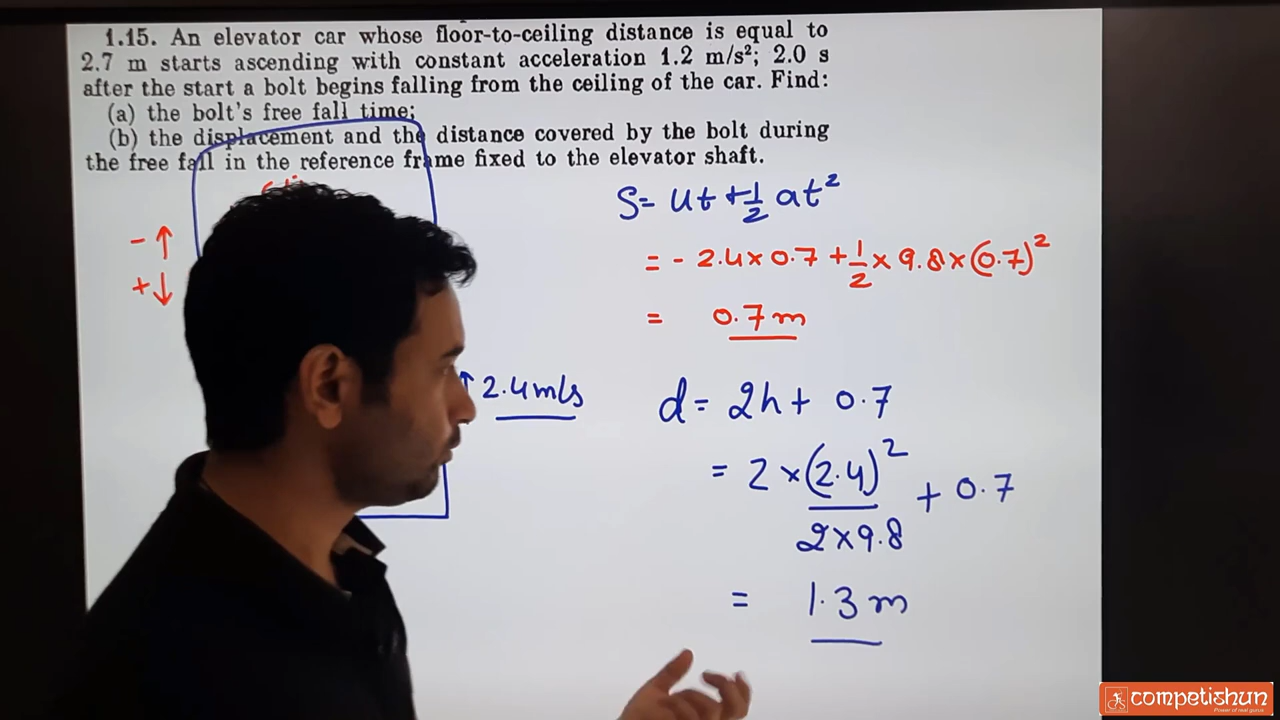 1.15. An elevator car whose floor-to-ceiling distance is equal to
2.7 m starts ascending with constant acceleration 1.2 m/s²; 2.0 s
after the start a bolt begins falling from the ceiling of the car. Find:
(a) the bolt's free fall time;
(b) the displacement and the distance covered by the bolt during
the free fall in the reference frame fixed to the elevator shaft.
- ↑
+ ↓
↑ 2.4 m/s
S = ut + 1/2 at²
= - 2.4 × 0.7 + 1/2 × 9.8 × (0.7)²
= 0.7 m
d = 2h + 0.7
= 2 × (2.4)² / 2×9.8 + 0.7
= 1.3 m
competishun
Power of real gurus